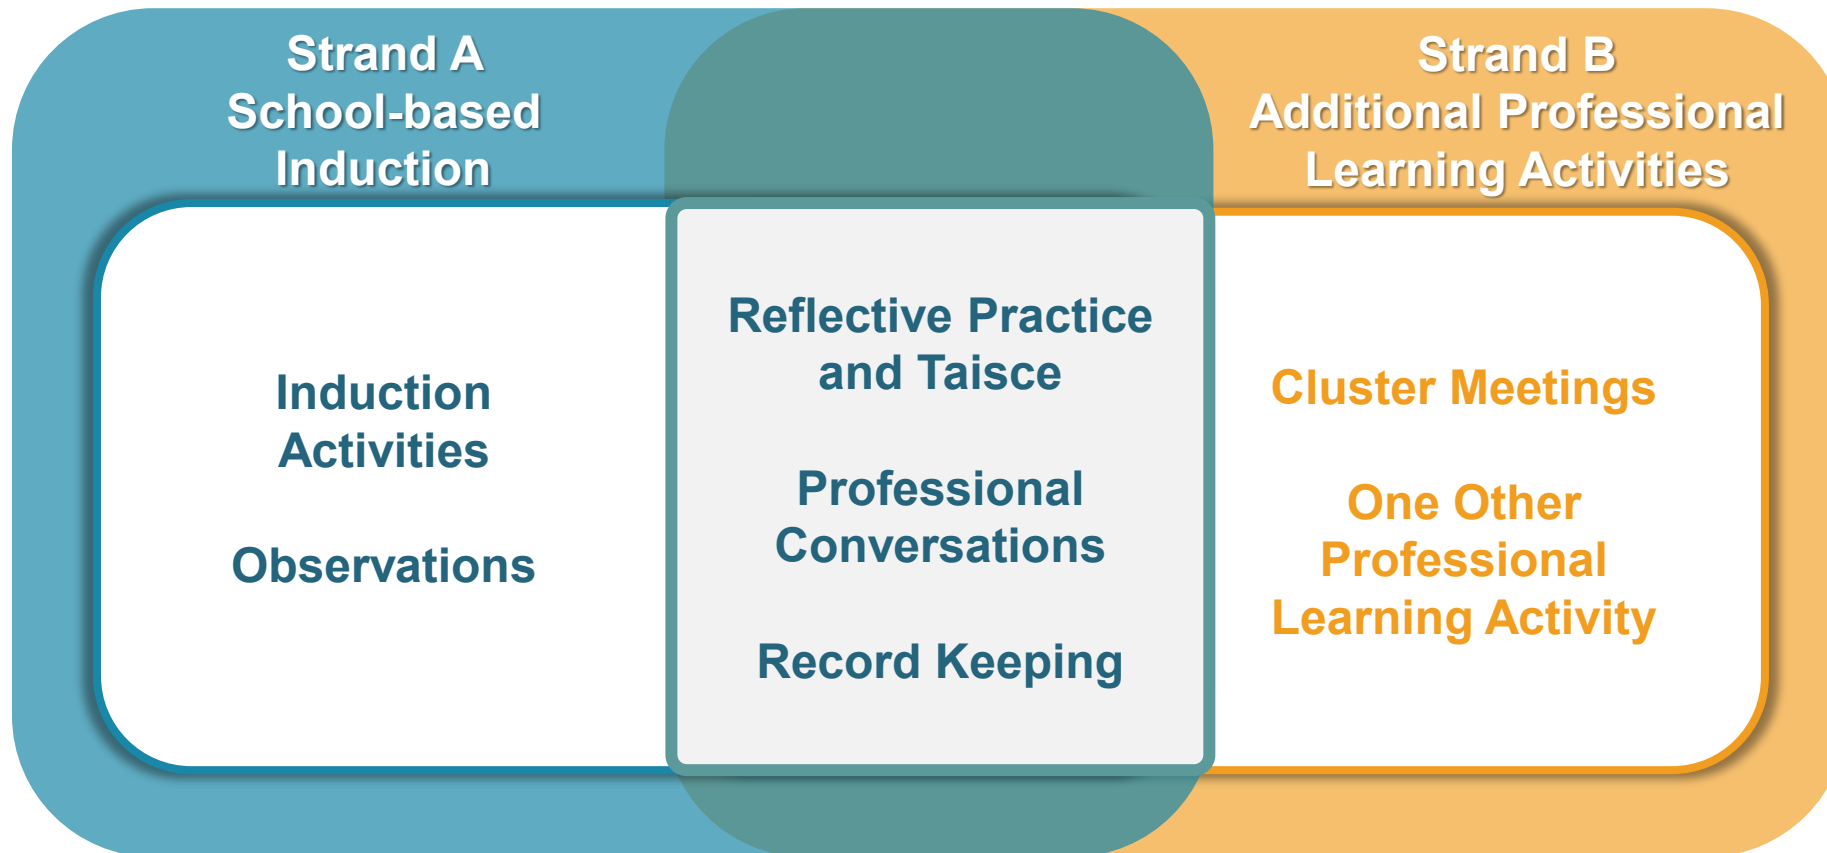 Strand A
School-based
Induction
Induction
Activities
Observations
Reflective Practice
and Taisce
Professional
Conversations
Record Keeping
Strand B
Additional Professional
Learning Activities
Cluster Meetings
One Other
Professional
Learning Activity